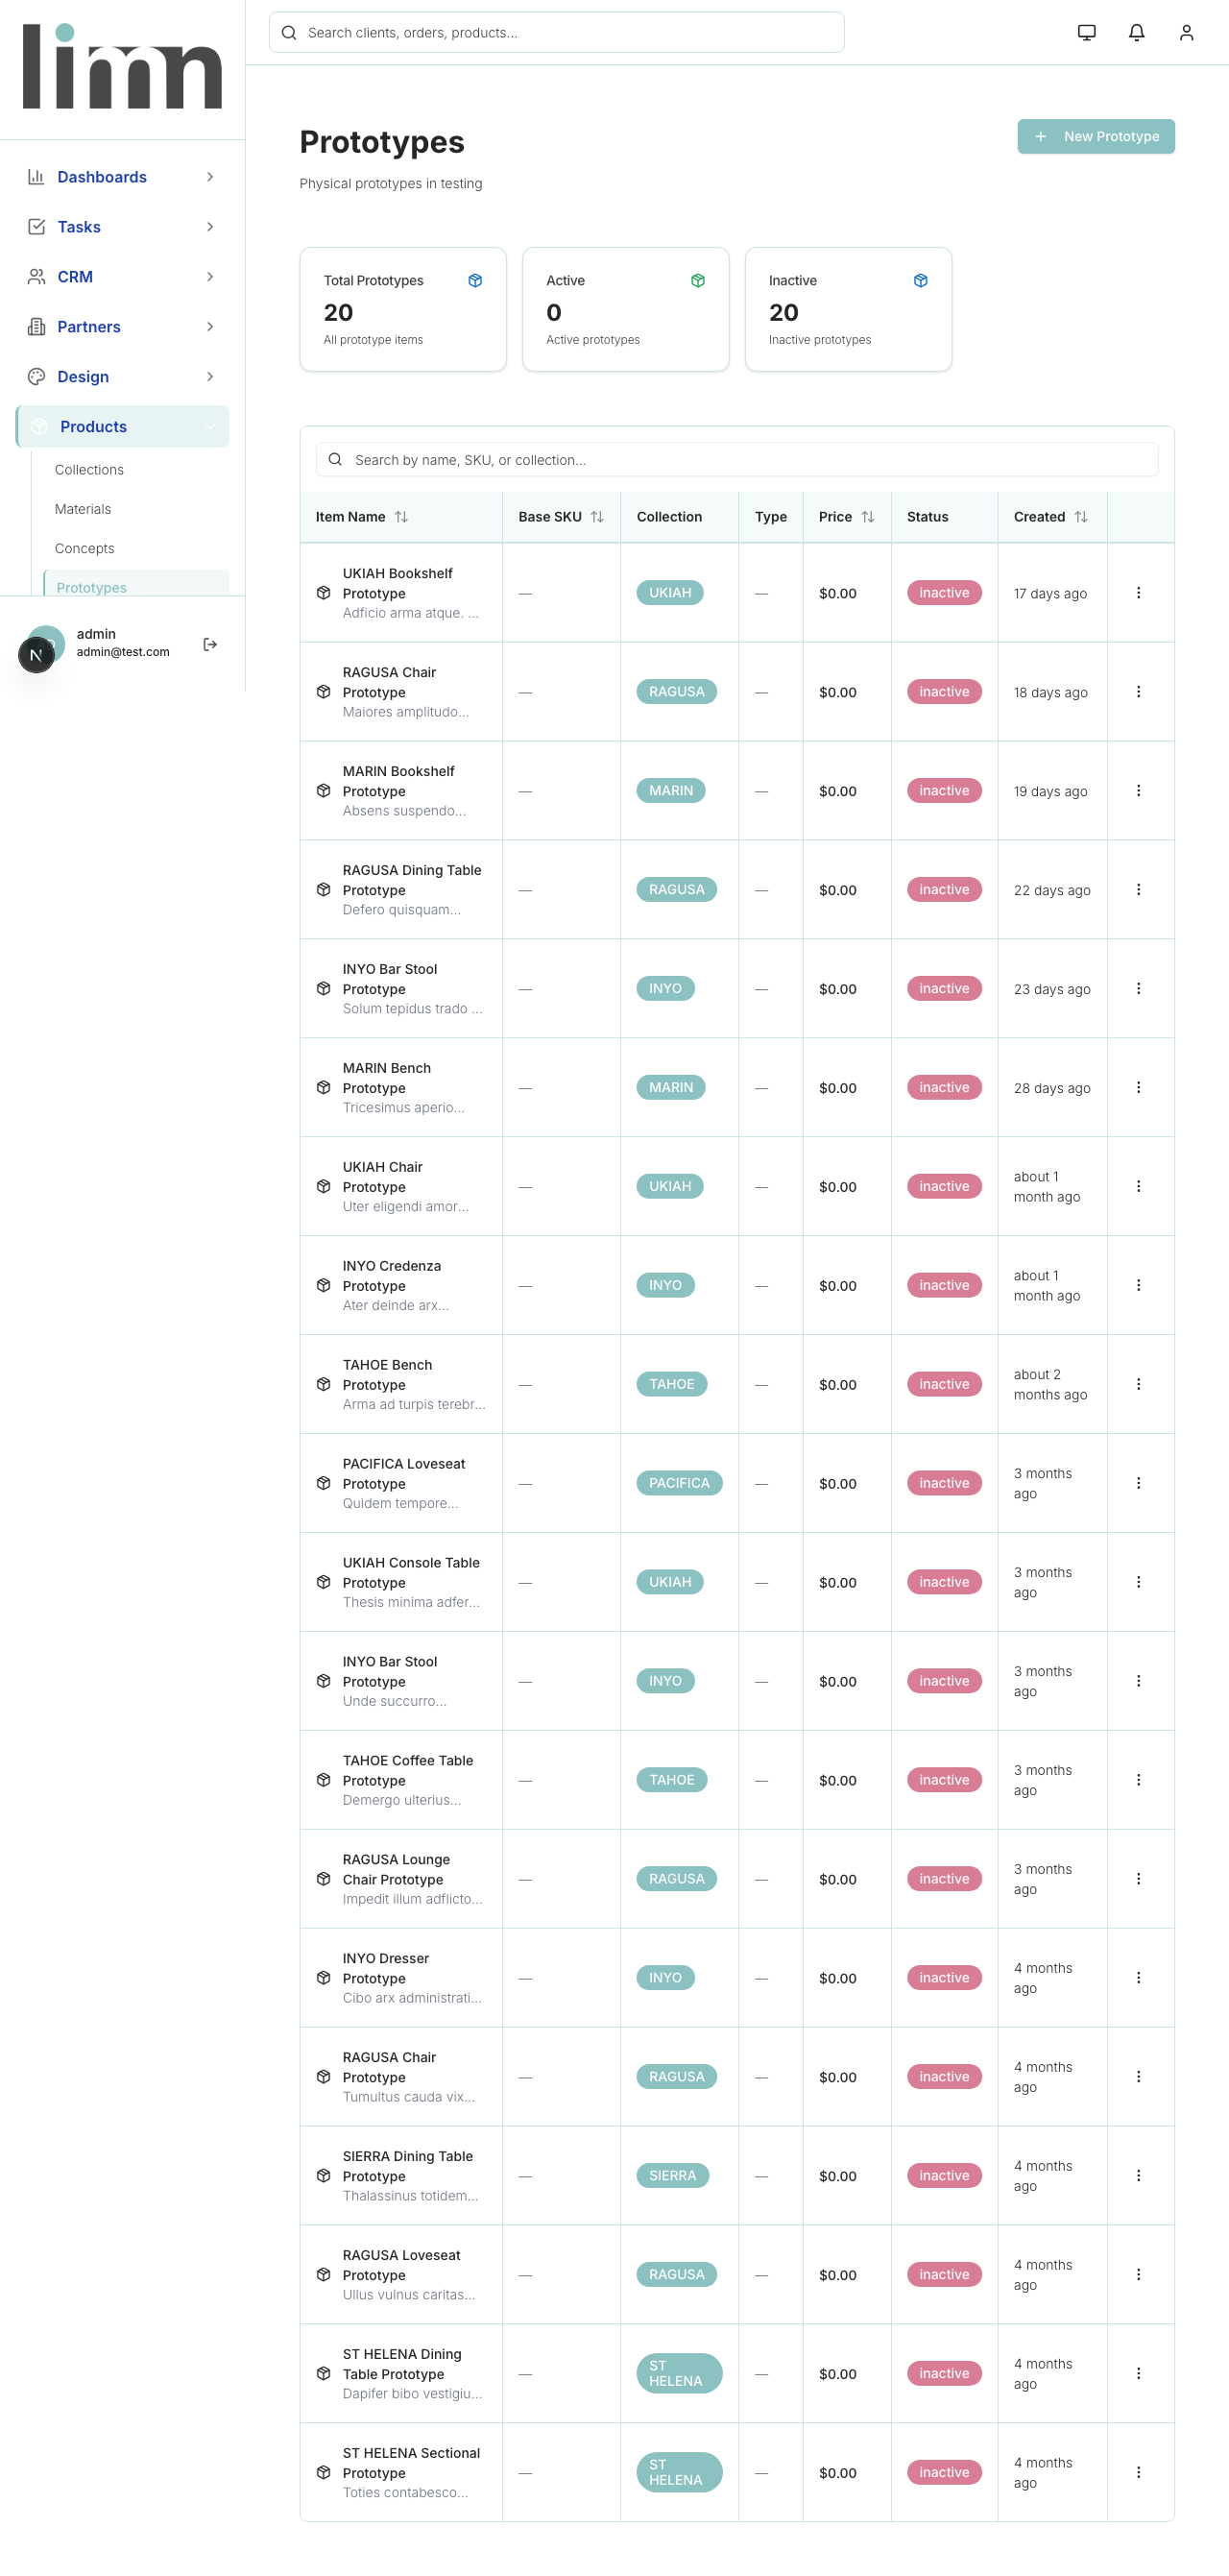 limn
Search clients, orders, products...
Dashboards
Tasks
CRM
Partners
Design
Products
Collections
Materials
Concepts
Prototypes
admin
admin@test.com
N
Prototypes
New Prototype
Physical prototypes in testing
Total Prototypes
20
All prototype items
Active
0
Active prototypes
Inactive
20
Inactive prototypes
Search by name, SKU, or collection...
Item Name Base SKU Collection Type Price Status Created
UKIAH Bookshelf
Prototype
Adficio arma atque. ...
— UKIAH — $0.00 inactive 17 days ago
RAGUSA Chair
Prototype
Maiores amplitudo...
— RAGUSA — $0.00 inactive 18 days ago
MARIN Bookshelf
Prototype
Absens suspendo...
— MARIN — $0.00 inactive 19 days ago
RAGUSA Dining Table
Prototype
Defero quisquam...
— RAGUSA — $0.00 inactive 22 days ago
INYO Bar Stool
Prototype
Solum tepidus trado ...
— INYO — $0.00 inactive 23 days ago
MARIN Bench
Prototype
Tricesimus aperio...
— MARIN — $0.00 inactive 28 days ago
UKIAH Chair
Prototype
Uter eligendi amor...
— UKIAH — $0.00 inactive about 1
month ago
INYO Credenza
Prototype
Ater deinde arx...
— INYO — $0.00 inactive about 1
month ago
TAHOE Bench
Prototype
Arma ad turpis terebr...
— TAHOE — $0.00 inactive about 2
months ago
PACIFICA Loveseat
Prototype
Quidem tempore...
— PACIFICA — $0.00 inactive 3 months
ago
UKIAH Console Table
Prototype
Thesis minima adfer...
— UKIAH — $0.00 inactive 3 months
ago
INYO Bar Stool
Prototype
Unde succurro...
— INYO — $0.00 inactive 3 months
ago
TAHOE Coffee Table
Prototype
Demergo ulterius...
— TAHOE — $0.00 inactive 3 months
ago
RAGUSA Lounge
Chair Prototype
Impedit illum adflicto...
— RAGUSA — $0.00 inactive 3 months
ago
INYO Dresser
Prototype
Cibo arx administrati...
— INYO — $0.00 inactive 4 months
ago
RAGUSA Chair
Prototype
Tumultus cauda vix...
— RAGUSA — $0.00 inactive 4 months
ago
SIERRA Dining Table
Prototype
Thalassinus totidem...
— SIERRA — $0.00 inactive 4 months
ago
RAGUSA Loveseat
Prototype
Ullus vulnus caritas...
— RAGUSA — $0.00 inactive 4 months
ago
ST HELENA Dining
Table Prototype
Dapifer bibo vestigiu...
— ST
HELENA — $0.00 inactive 4 months
ago
ST HELENA Sectional
Prototype
Toties contabesco...
— ST
HELENA — $0.00 inactive 4 months
ago